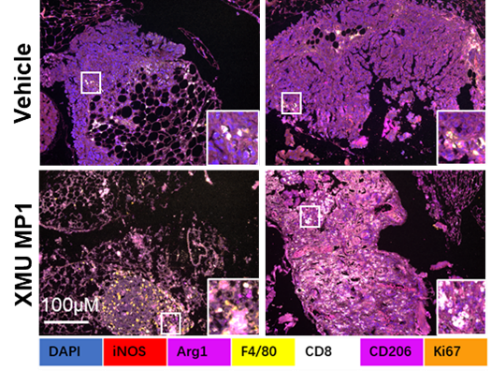 Vehicle
XMU MP1
100μM
DAPI iNOS Arg1 F4/80 CD8 CD206 Ki67